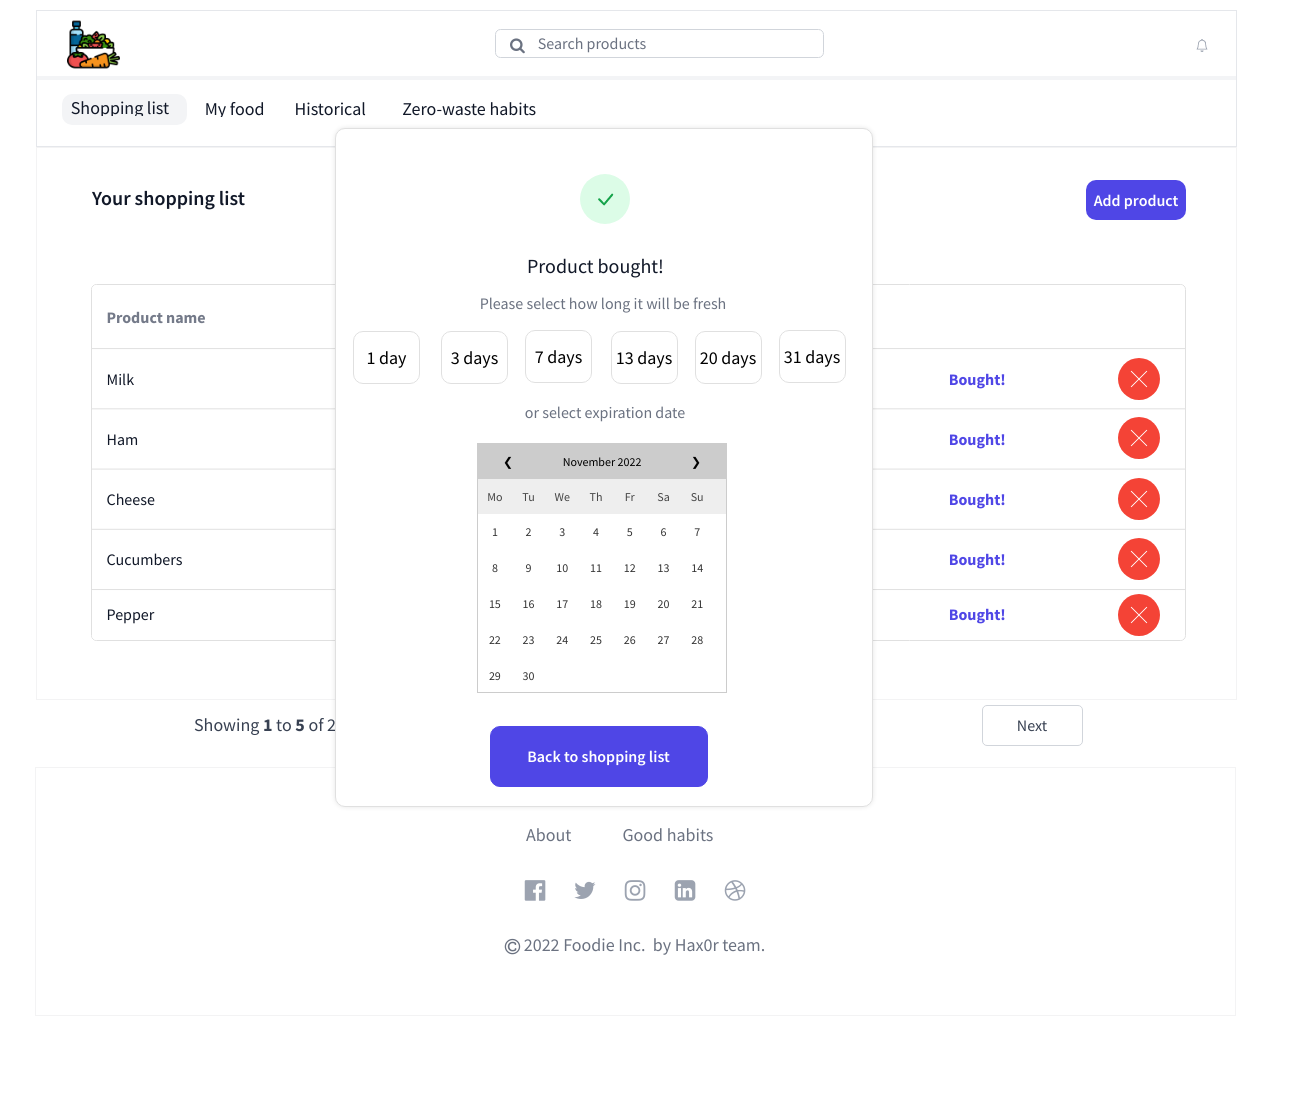 Search products
Shopping list My food Historical Zero-waste habits
Your shopping list
Add product
Product bought!
Please select how long it will be fresh
1 day 3 days 7 days 13 days 20 days 31 days
or select expiration date
❮ November 2022 ❯
Mo Tu We Th Fr Sa Su
1 2 3 4 5 6 7
8 9 10 11 12 13 14
15 16 17 18 19 20 21
22 23 24 25 26 27 28
29 30
Back to shopping list
Product name
Milk Bought!
Ham Bought!
Cheese Bought!
Cucumbers Bought!
Pepper Bought!
Showing 1 to 5 of 2
Next
About Good habits
© 2022 Foodie Inc. by Hax0r team.